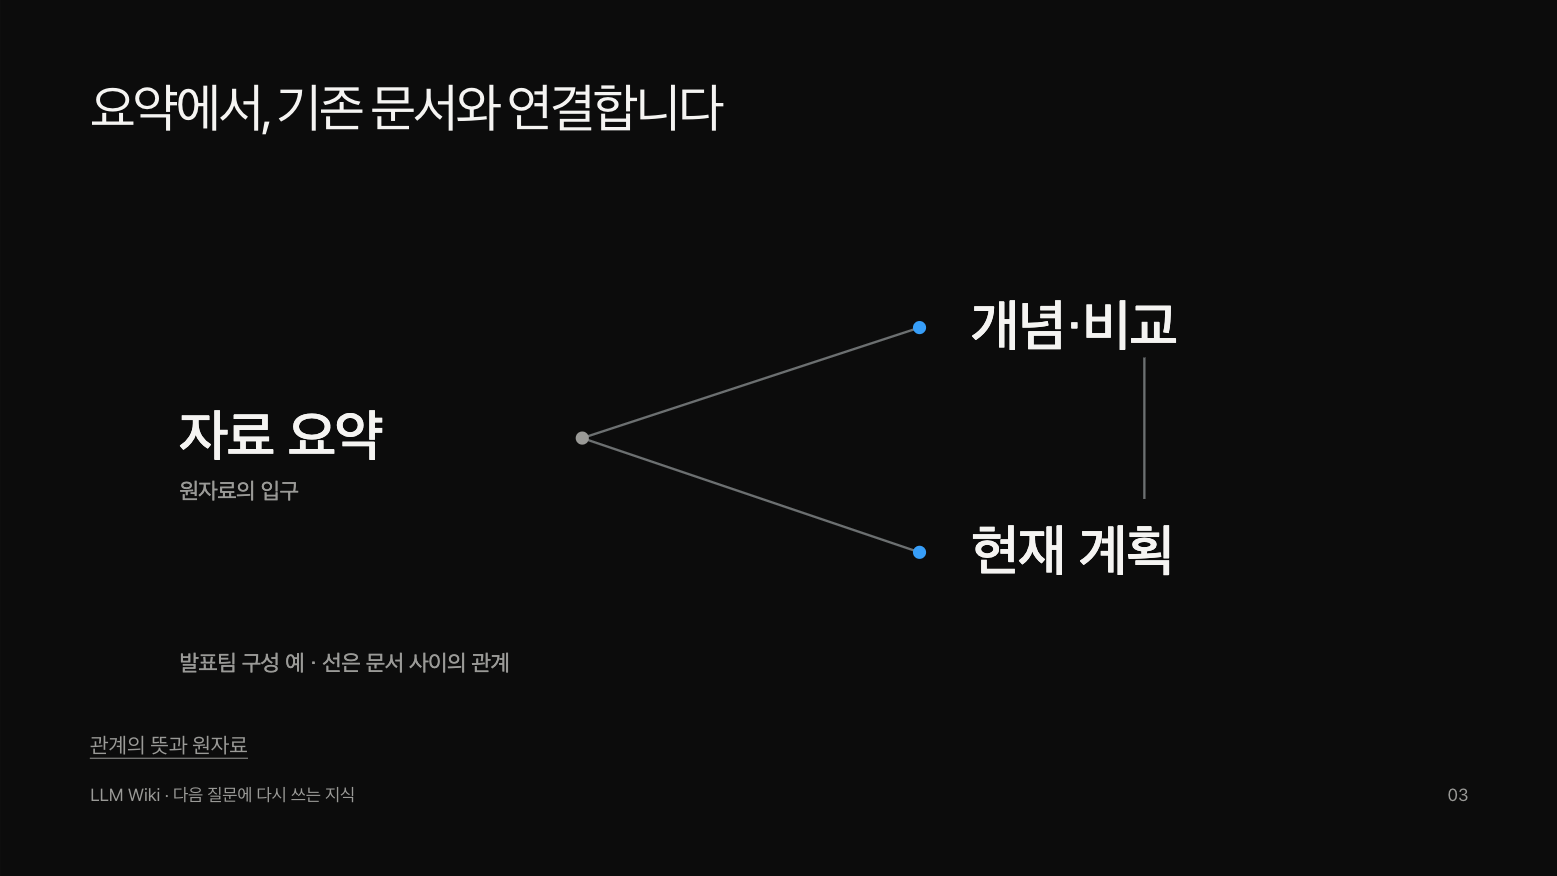 요약에서, 기존 문서와 연결합니다
개념·비교
자료 요약
원자료의 입구
현재 계획
발표팀 구성 예 · 선은 문서 사이의 관계
관계의 뜻과 원자료
LLM Wiki · 다음 질문에 다시 쓰는 지식
03